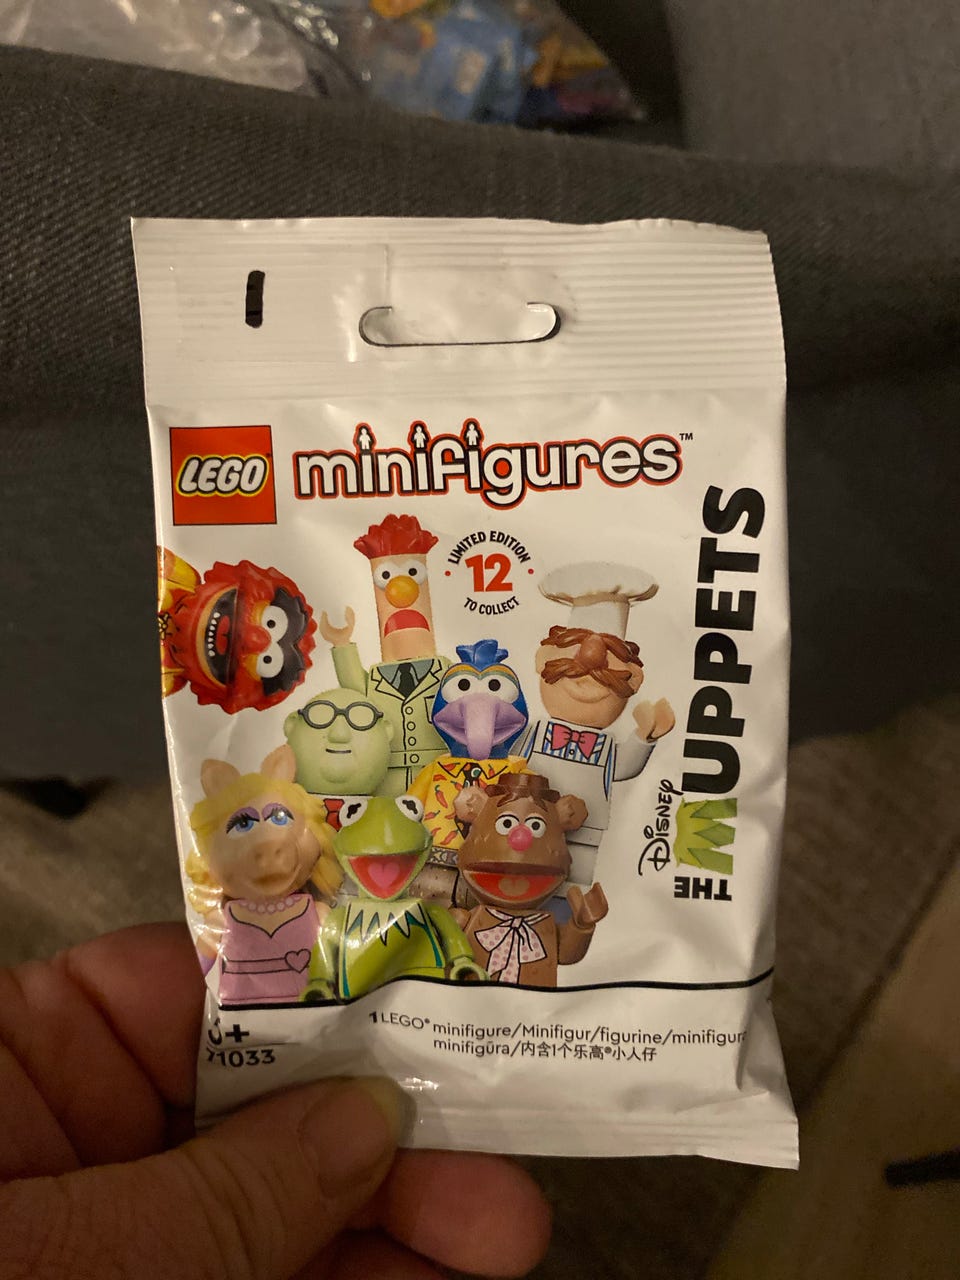 LEGO
minifigures™
LIMITED EDITION
12
TO COLLECT
THE MUPPETS
DISNEY
1 LEGO® minifigure/Minifigur/figurine/minifigura
minifigūra/内含1个乐高®小人仔
+
71033